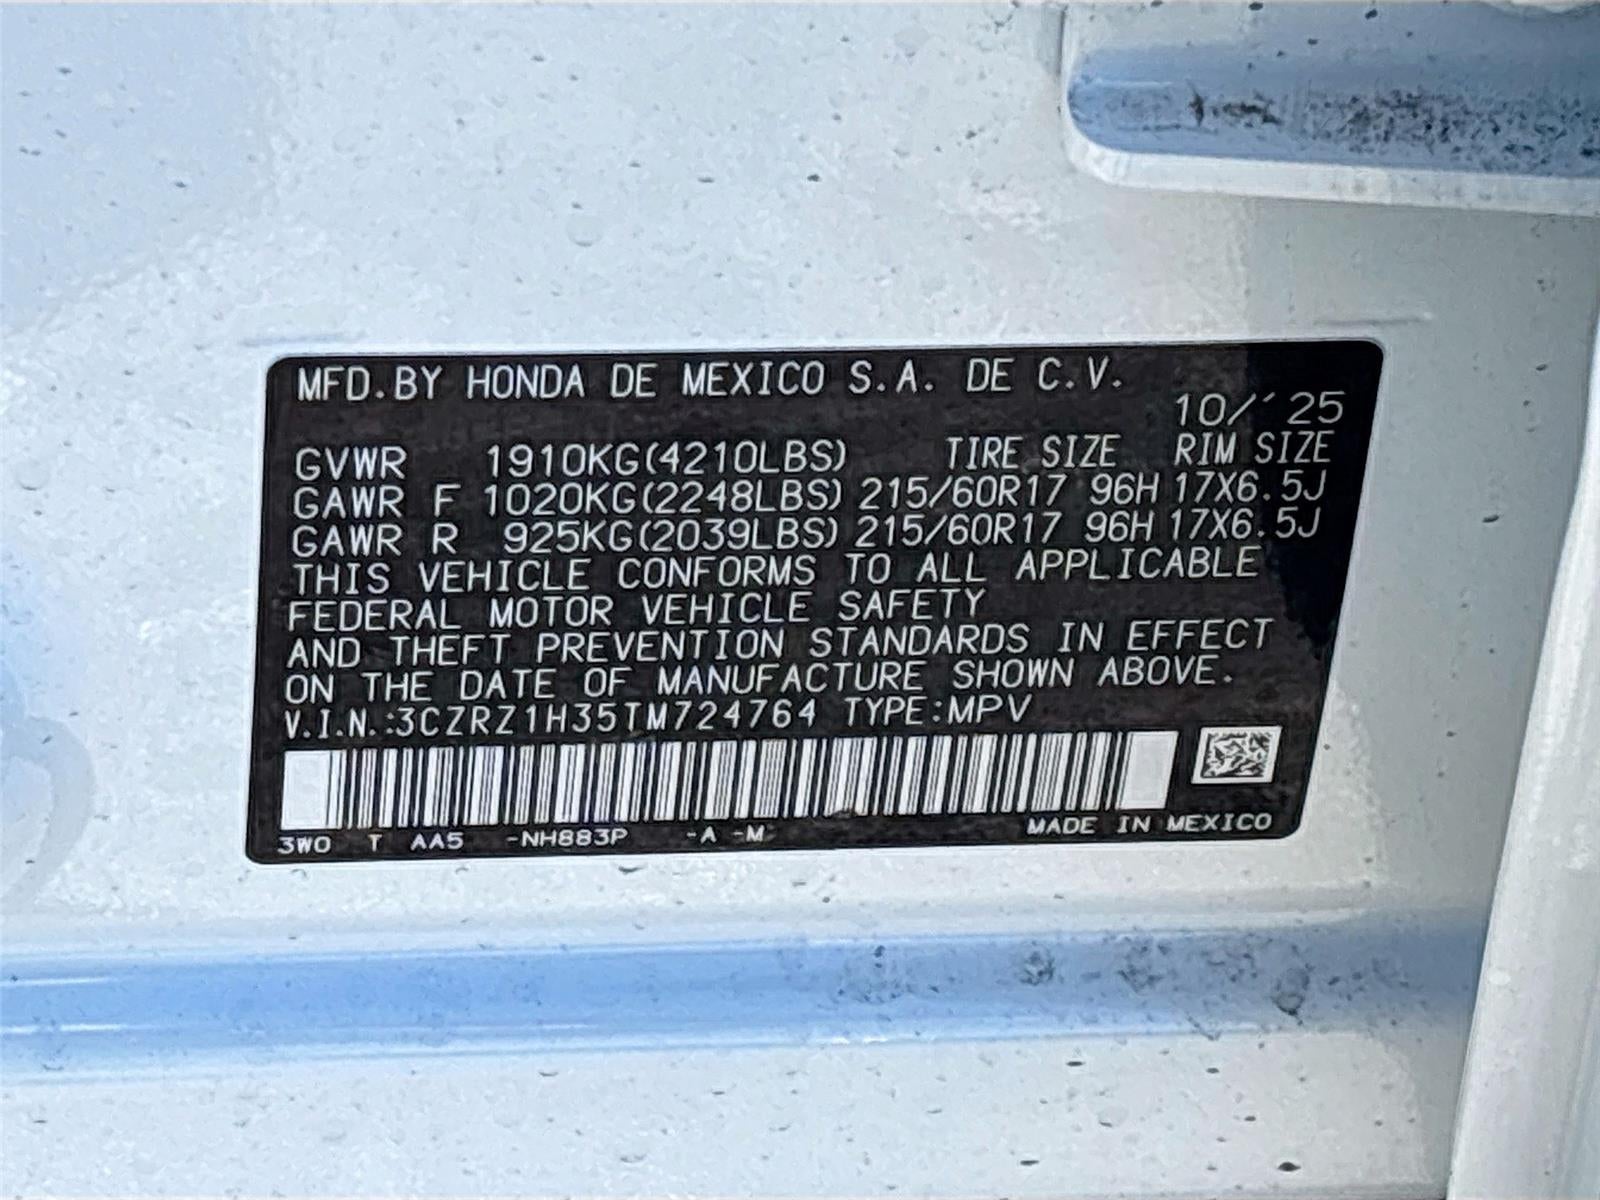 MFD.BY HONDA DE MEXICO S.A. DE C.V.
10/'25
GVWR 1910KG(4210LBS) TIRE SIZE RIM SIZE
GAWR F 1020KG(2248LBS) 215/60R17 96H 17X6.5J
GAWR R 925KG(2039LBS) 215/60R17 96H 17X6.5J
THIS VEHICLE CONFORMS TO ALL APPLICABLE
FEDERAL MOTOR VEHICLE SAFETY
AND THEFT PREVENTION STANDARDS IN EFFECT
ON THE DATE OF MANUFACTURE SHOWN ABOVE.
V.I.N.:3CZRZ1H35TM724764 TYPE:MPV
3W0 T AA5 -NH883P -A -M MADE IN MEXICO